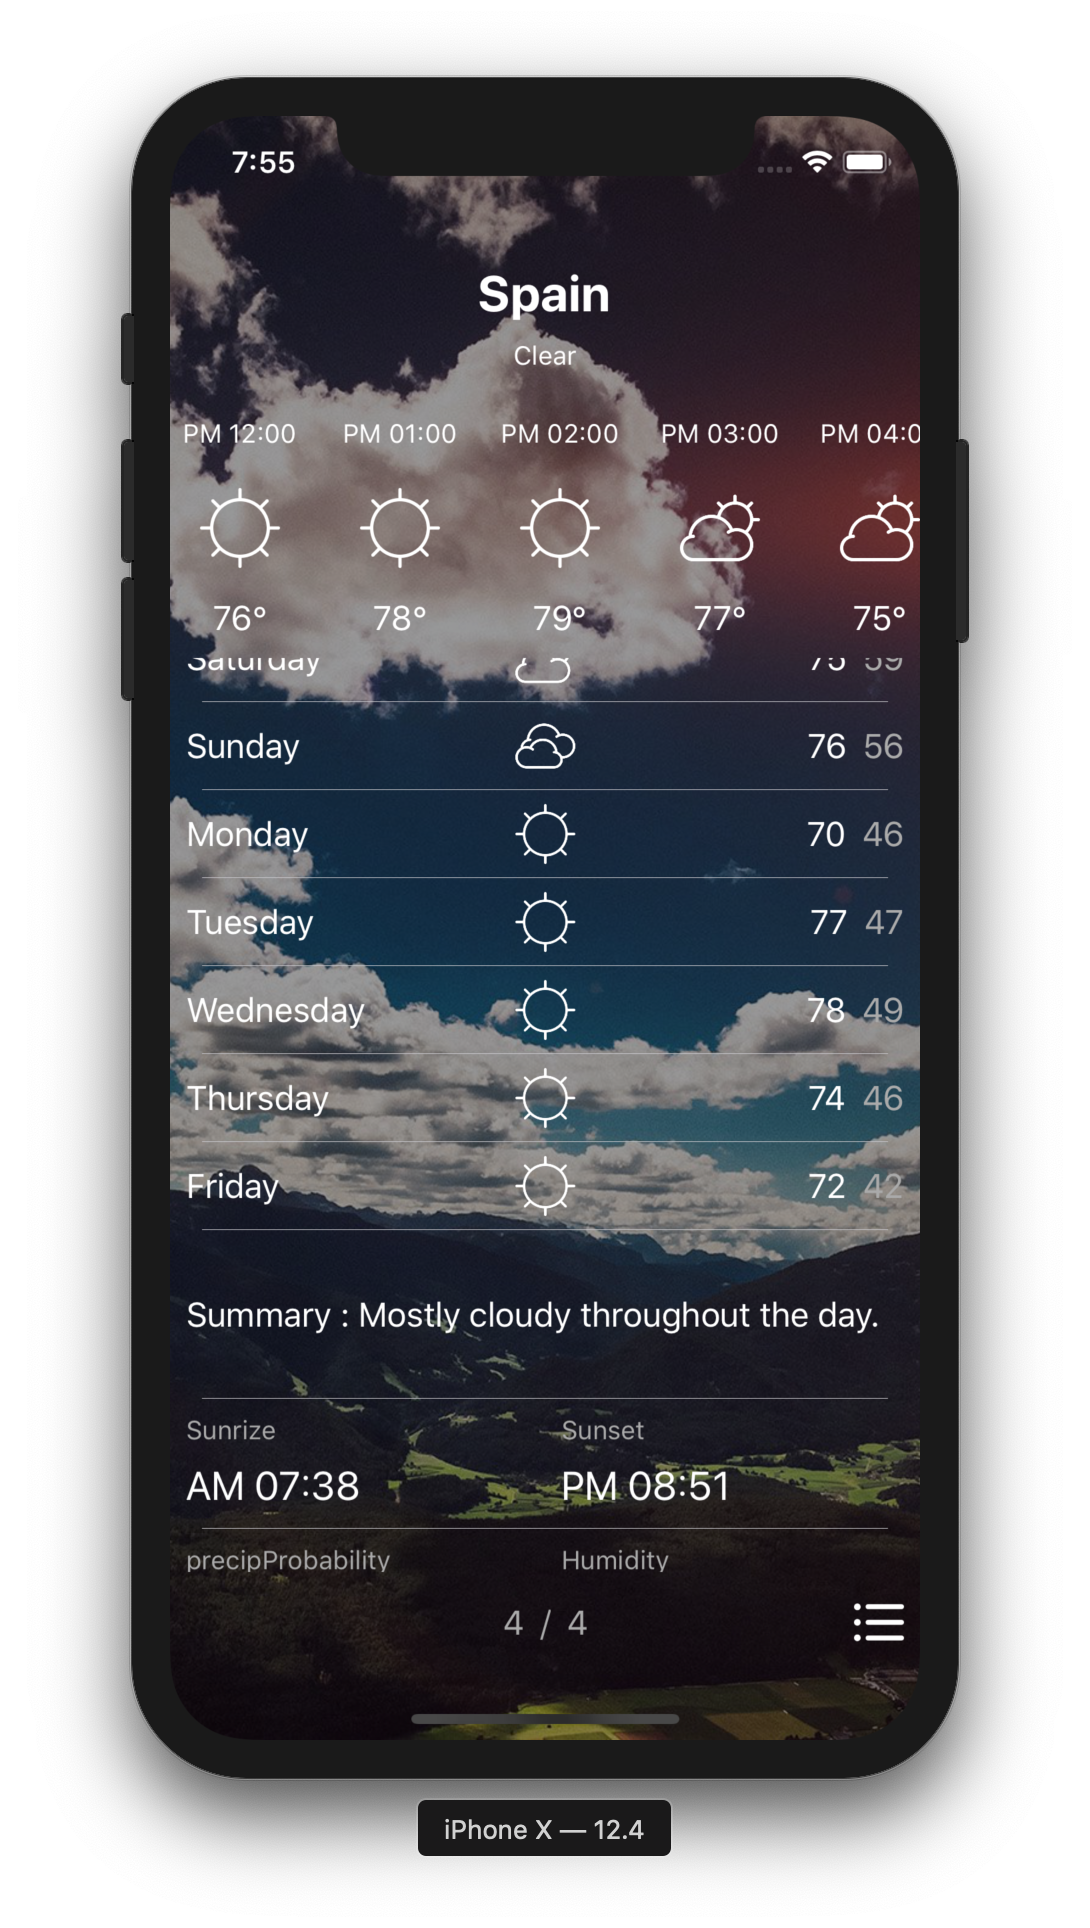 7:55
Spain
Clear
PM 12:00 PM 01:00 PM 02:00 PM 03:00 PM 04:0
76° 78° 79° 77° 75°
Saturday 75 59
Sunday 76 56
Monday 70 46
Tuesday 77 47
Wednesday 78 49
Thursday 74 46
Friday 72 42
Summary : Mostly cloudy throughout the day.
Sunrize Sunset
AM 07:38 PM 08:51
precipProbability Humidity
4 / 4
iPhone X — 12.4